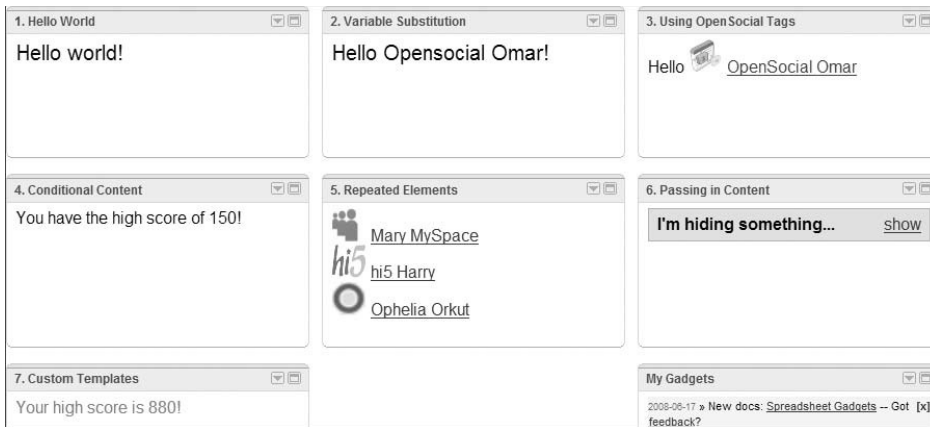 1. Hello World
Hello world!
2. Variable Substitution
Hello Opensocial Omar!
3. Using OpenSocial Tags
Hello OpenSocial Omar
4. Conditional Content
You have the high score of 150!
5. Repeated Elements
Mary MySpace
hi5
hi5 Harry
Ophelia Orkut
6. Passing in Content
I'm hiding something... show
7. Custom Templates
Your high score is 880!
My Gadgets
2008-06-17 » New docs: Spreadsheet Gadgets -- Got [x]
feedback?